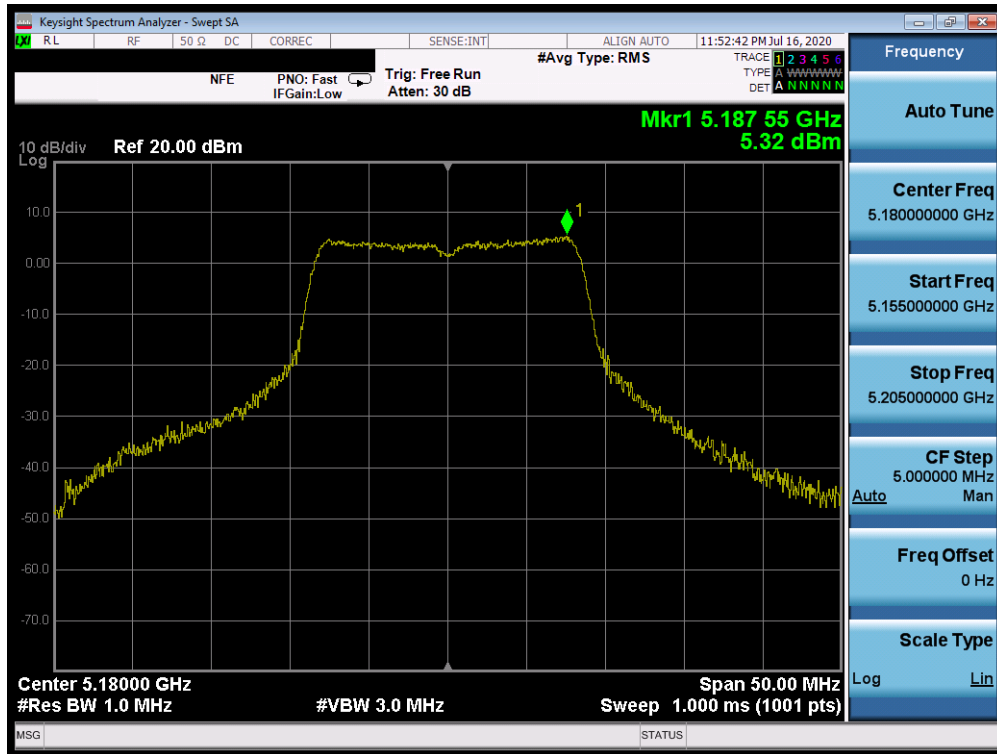 Keysight Spectrum Analyzer - Swept SA
LXI RL RF 50 Ω DC CORREC SENSE:INT ALIGN AUTO 11:52:42 PM Jul 16, 2020
#Avg Type: RMS TRACE 1 2 3 4 5 6
NFE PNO: Fast Trig: Free Run TYPE A WWWWW
IFGain:Low Atten: 30 dB DET A N N N N N
Mkr1 5.187 55 GHz
5.32 dBm
10 dB/div Ref 20.00 dBm
Log
1
10.0
0.00
-10.0
-20.0
-30.0
-40.0
-50.0
-60.0
-70.0
Center 5.18000 GHz Span 50.00 MHz
#Res BW 1.0 MHz #VBW 3.0 MHz Sweep 1.000 ms (1001 pts)
MSG STATUS
Frequency
Auto Tune
Center Freq
5.180000000 GHz
Start Freq
5.155000000 GHz
Stop Freq
5.205000000 GHz
CF Step
5.000000 MHz
Auto Man
Freq Offset
0 Hz
Scale Type
Log Lin